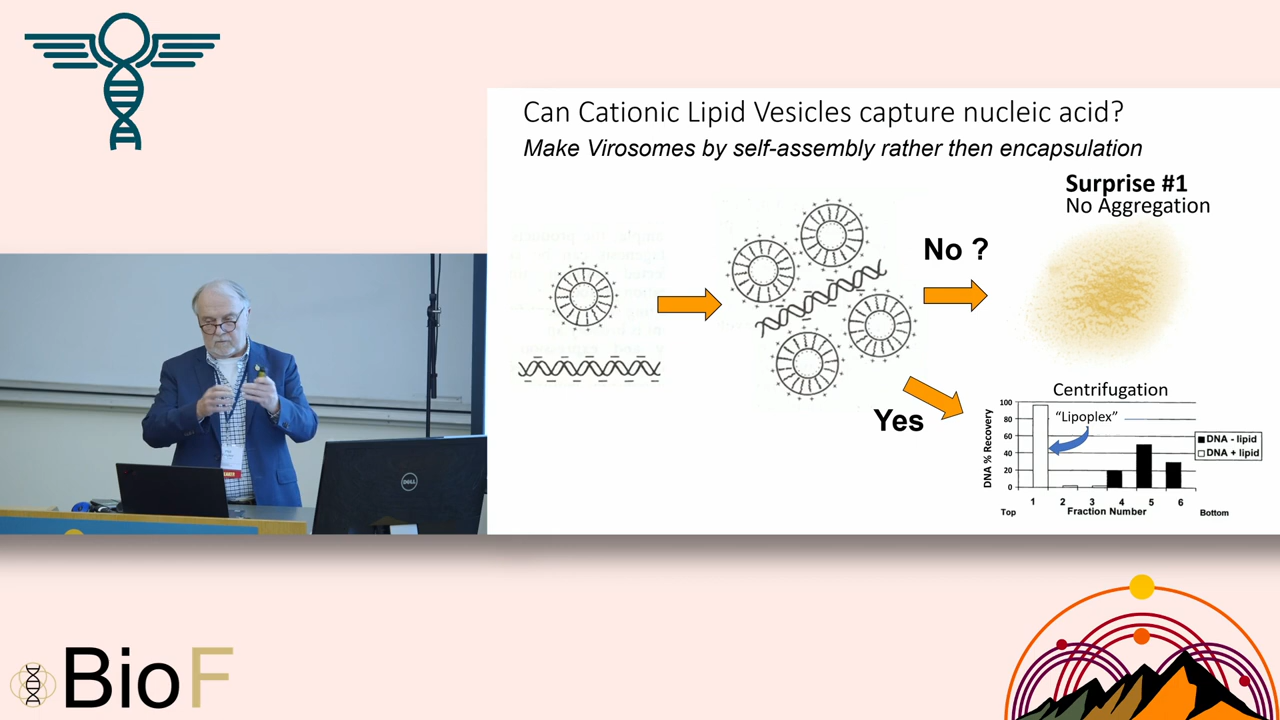 Can Cationic Lipid Vesicles capture nucleic acid?
Make Virosomes by self-assembly rather then encapsulation
Surprise #1
No Aggregation
No ?
Yes
Centrifugation
"Lipoplex"
DNA % Recovery
100
80
60
40
20
0
DNA - lipid
DNA + lipid
1 2 3 4 5 6
Top Fraction Number Bottom
DELL
BioF